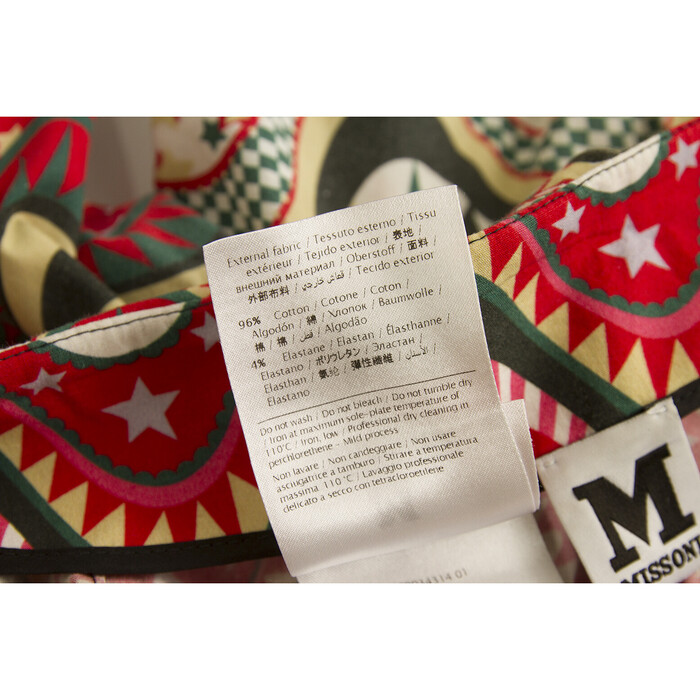 External fabric / Tessuto esterno / Tissu
extérieur / Tejido exterior / 表地 /
внешний материал / Oberstoff / 面料 /
外部布料 / قماش خارجي / Tecido exterior
96% Cotton / Cotone / Coton /
Algodón / 綿 / Хлопок / Baumwolle /
棉 / 棉 / قطن / Algodão
4% Elastane / Elastan / Élasthanne /
Elastano / ポリウレタン / Эластан /
Elasthan / 氨纶 / 彈性纖維 / الأستان /
Elastano
Do not wash / Do not bleach / Do not tumble dry
/ Iron at maximum sole-plate temperature of
110°C / Iron, low / Professional dry cleaning in
perchlorethene - Mild process
Non lavare / Non candeggiare / Non usare
asciugatrice a tamburo / Stirare a temperatura
massima 110°C / Lavaggio professionale
delicato a secco con tetracloroetilene
14314 01
M
MISSONI